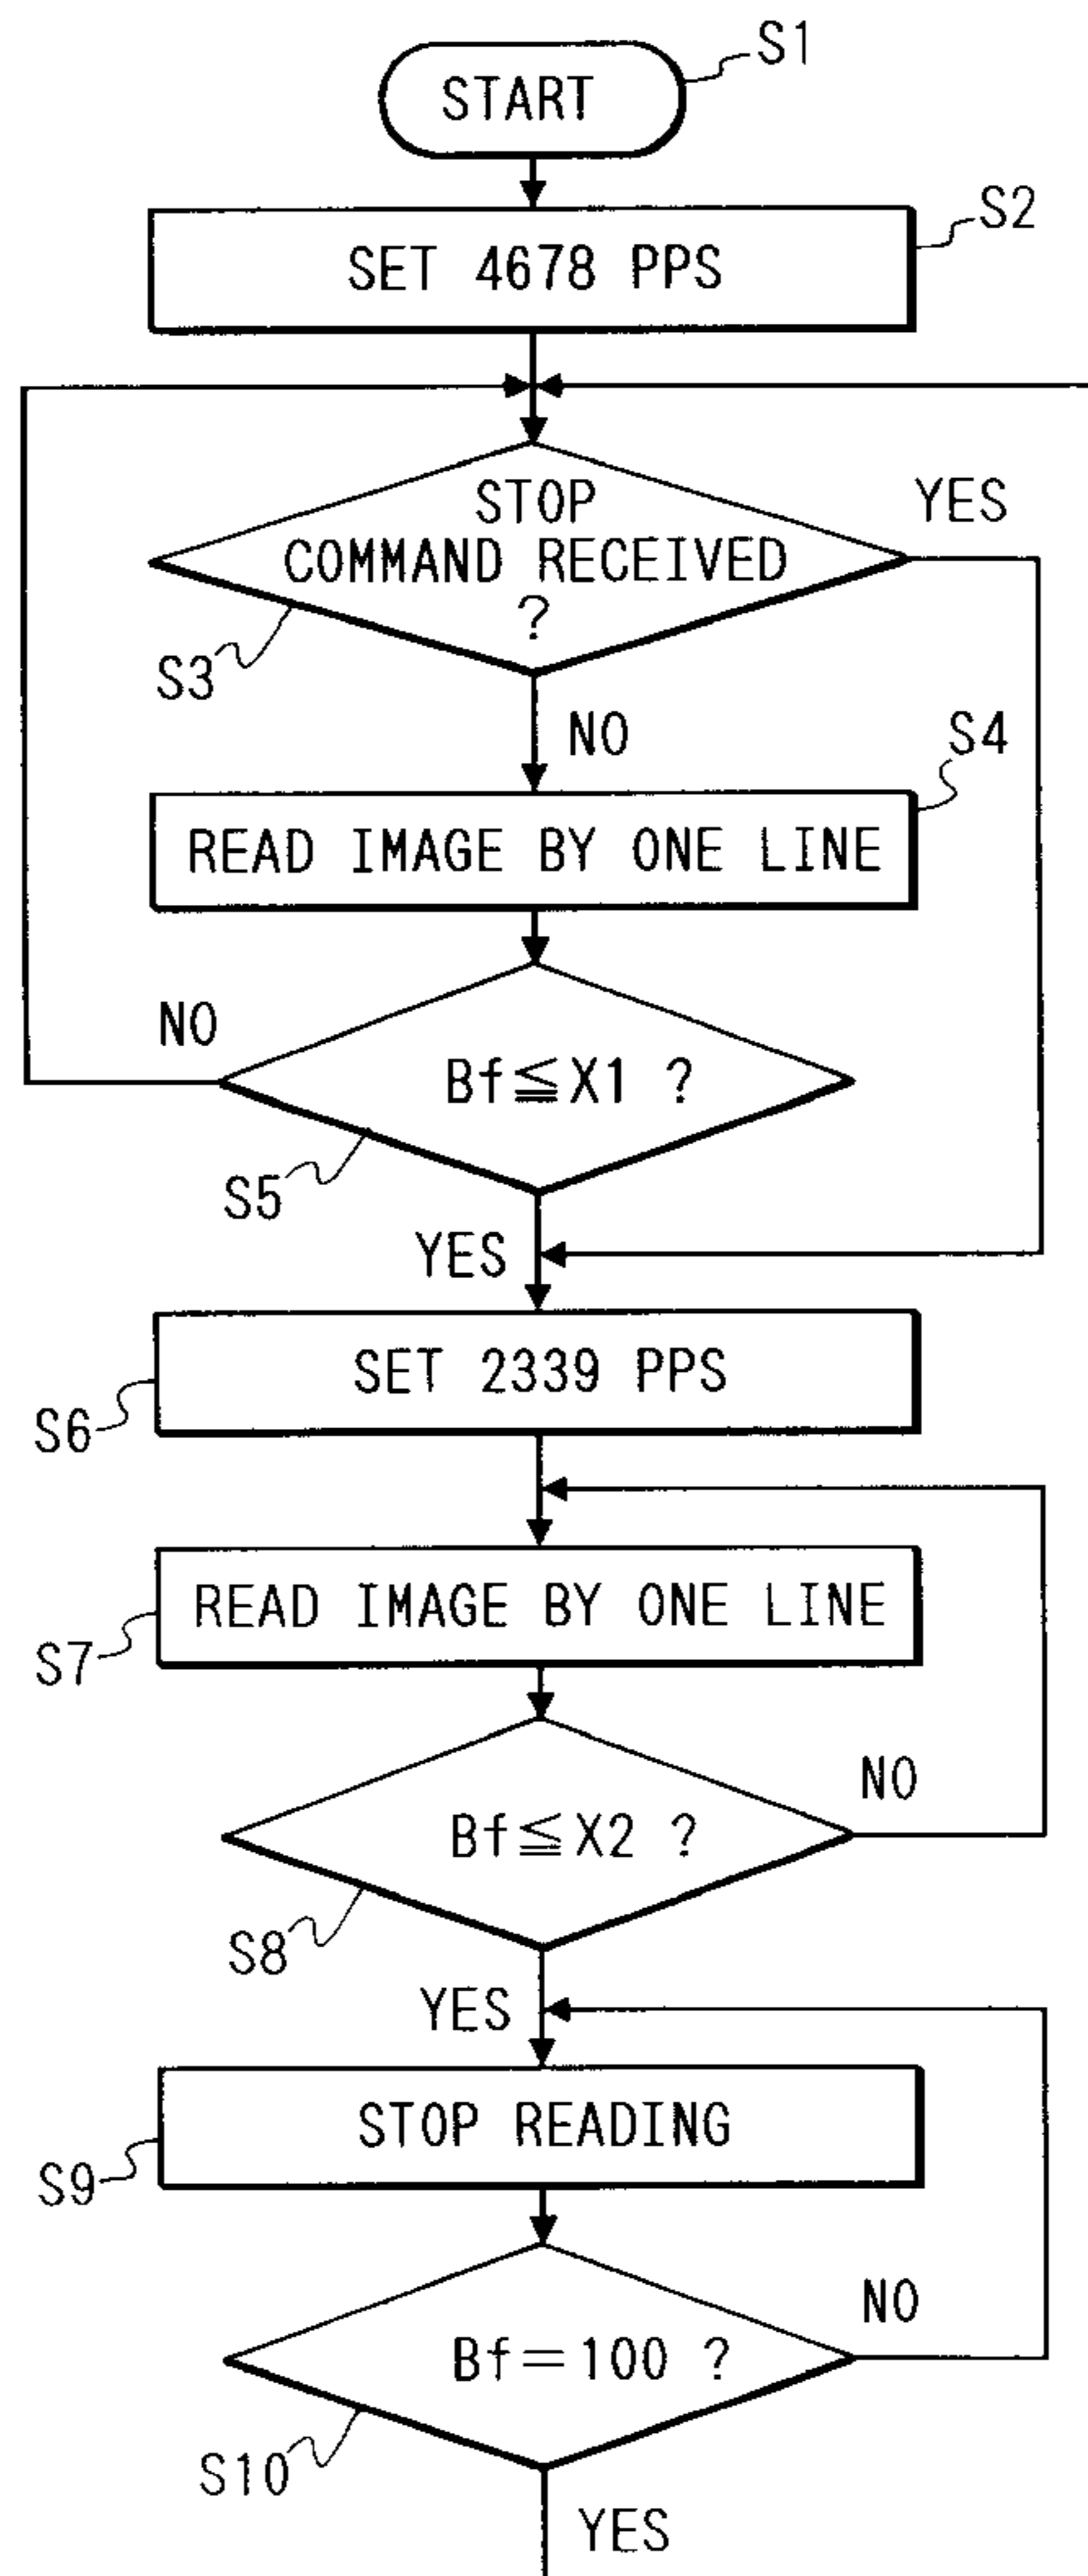 START
S1
SET 4678 PPS
S2
STOP
COMMAND RECEIVED
?
YES
S3
NO
S4
READ IMAGE BY ONE LINE
NO
Bf≦X1 ?
S5
YES
SET 2339 PPS
S6
READ IMAGE BY ONE LINE
S7
NO
Bf≦X2 ?
S8
YES
STOP READING
S9
NO
Bf=100 ?
S10
YES